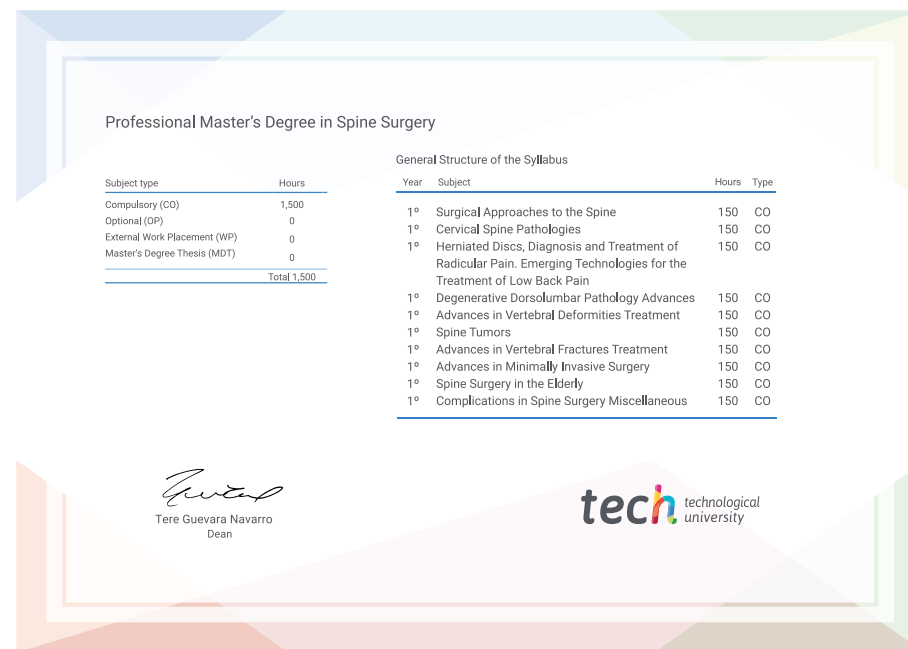 Professional Master's Degree in Spine Surgery
Subject type Hours
Compulsory (CO) 1,500
Optional (OP) 0
External Work Placement (WP) 0
Master's Degree Thesis (MDT) 0
Total 1,500
General Structure of the Syllabus
Year Subject Hours Type
1º Surgical Approaches to the Spine 150 CO
1º Cervical Spine Pathologies 150 CO
1º Herniated Discs, Diagnosis and Treatment of 150 CO
Radicular Pain. Emerging Technologies for the
Treatment of Low Back Pain
1º Degenerative Dorsolumbar Pathology Advances 150 CO
1º Advances in Vertebral Deformities Treatment 150 CO
1º Spine Tumors 150 CO
1º Advances in Vertebral Fractures Treatment 150 CO
1º Advances in Minimally Invasive Surgery 150 CO
1º Spine Surgery in the Elderly 150 CO
1º Complications in Spine Surgery Miscellaneous 150 CO
Tere Guevara Navarro
Dean
tech technological
university